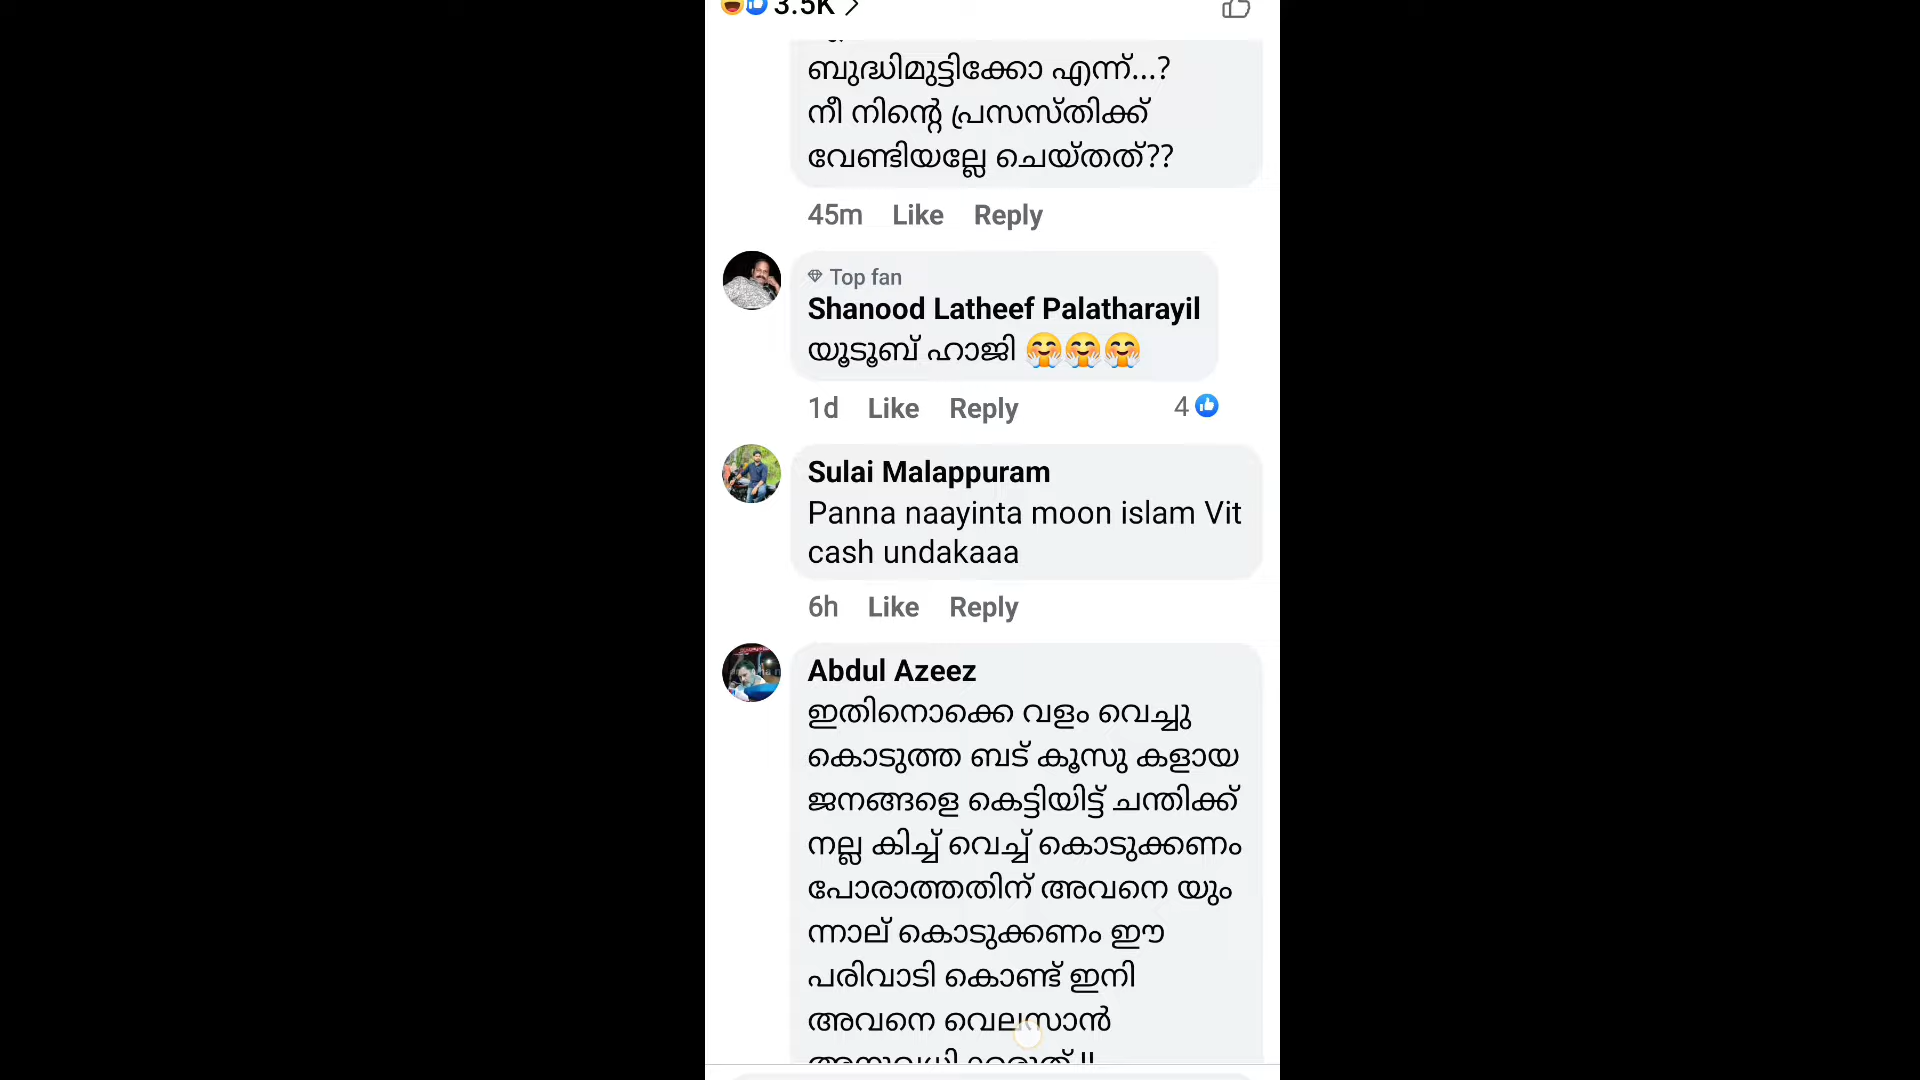 3.5K
ബുദ്ധിമുട്ടിക്കോ എന്ന്...?
നീ നിന്റെ പ്രസസ്തിക്ക്
വേണ്ടിയല്ലേ ചെയ്തത്??
45m Like Reply
Top fan
Shanood Latheef Palatharayil
യൂടൂബ് ഹാജി 🤗🤗🤗
1d Like Reply 4
Sulai Malappuram
Panna naayinta moon islam Vit
cash undakaaa
6h Like Reply
Abdul Azeez
ഇതിനൊക്കെ വളം വെച്ചു
കൊടുത്ത ബട് കൂസു കളായ
ജനങ്ങളെ കെട്ടിയിട്ട് ചന്തിക്ക്
നല്ല കിച്ച് വെച്ച് കൊടുക്കണം
പോരാത്തതിന് അവനെ യും
ന്നാല് കൊടുക്കണം ഈ
പരിവാടി കൊണ്ട് ഇനി
അവനെ വെലസാൻ